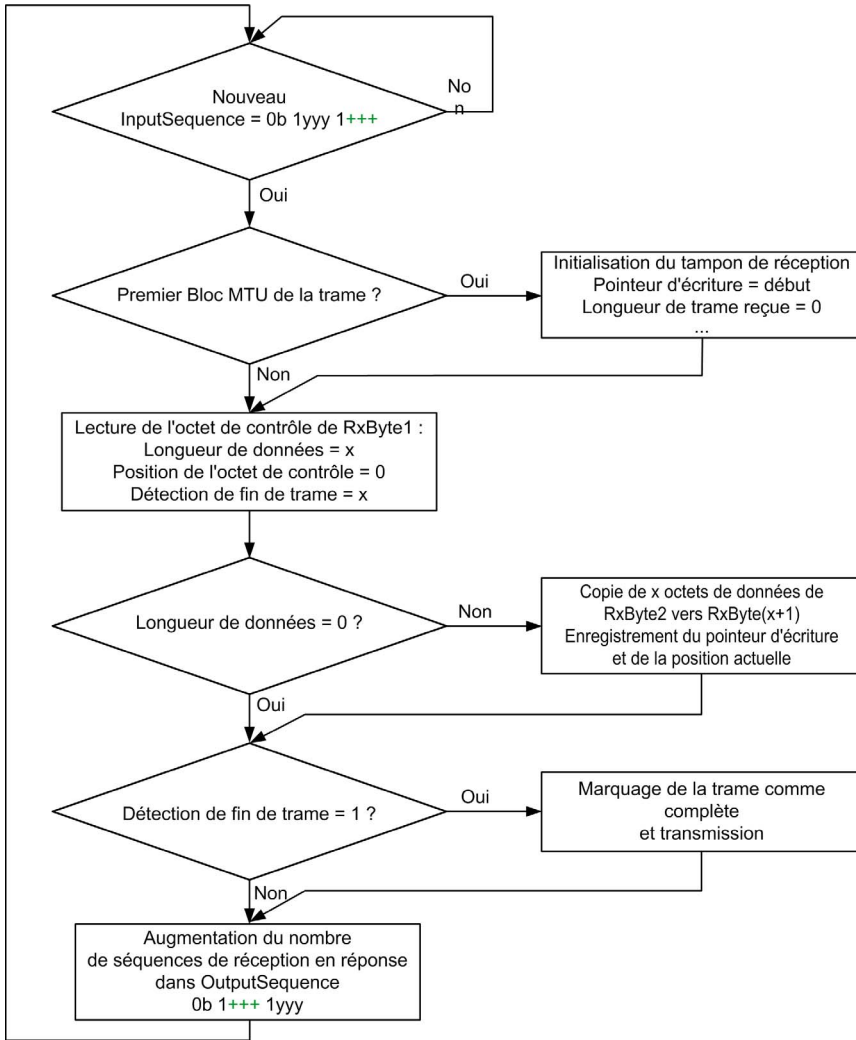 Nouveau
InputSequence = 0b 1yyy 1+++
No
n
Oui
Premier Bloc MTU de la trame ?
Oui
Initialisation du tampon de réception
Pointeur d'écriture = début
Longueur de trame reçue = 0
...
Non
Lecture de l'octet de contrôle de RxByte1 :
Longueur de données = x
Position de l'octet de contrôle = 0
Détection de fin de trame = x
Longueur de données = 0 ?
Non
Copie de x octets de données de
RxByte2 vers RxByte(x+1)
Enregistrement du pointeur d'écriture
et de la position actuelle
Oui
Détection de fin de trame = 1 ?
Oui
Marquage de la trame comme
complète
et transmission
Non
Augmentation du nombre
de séquences de réception en réponse
dans OutputSequence
0b 1+++ 1yyy